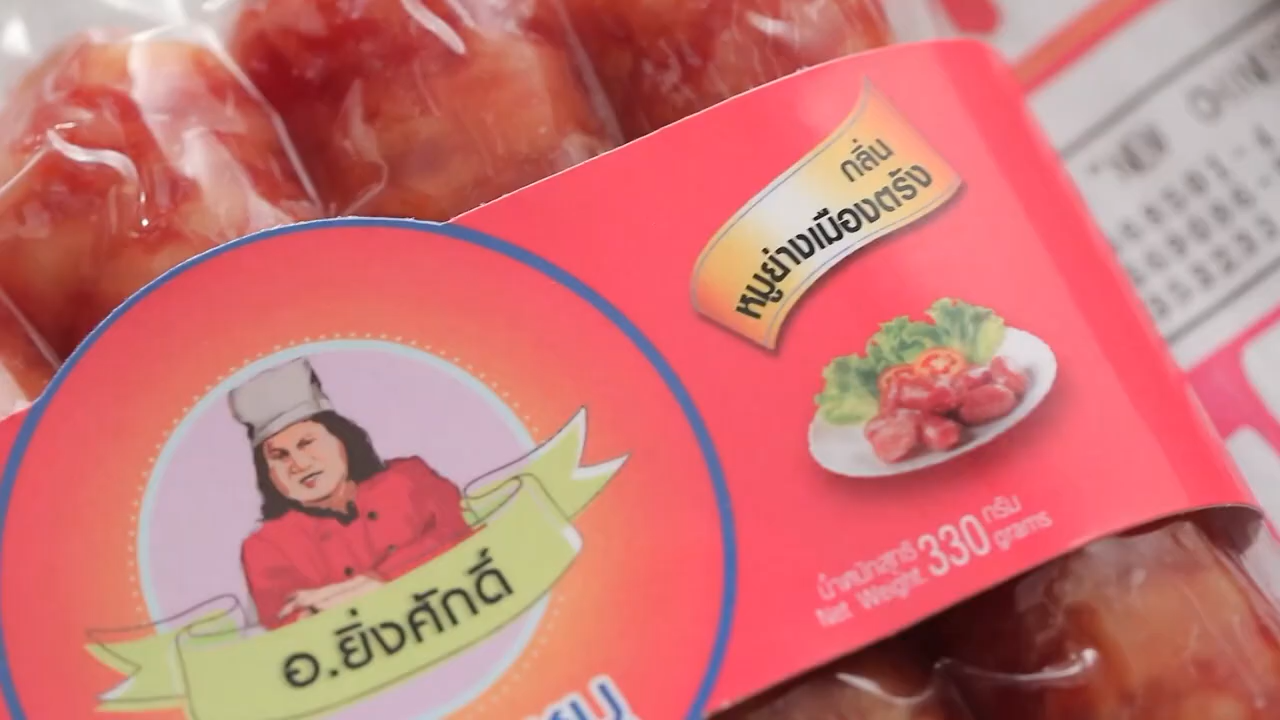 กลิ่น
หมูย่างเมืองตรัง
อ.ยิ่งศักดิ์
น้ำหนักสุทธิ 330 กรัม
Net Weight. grams